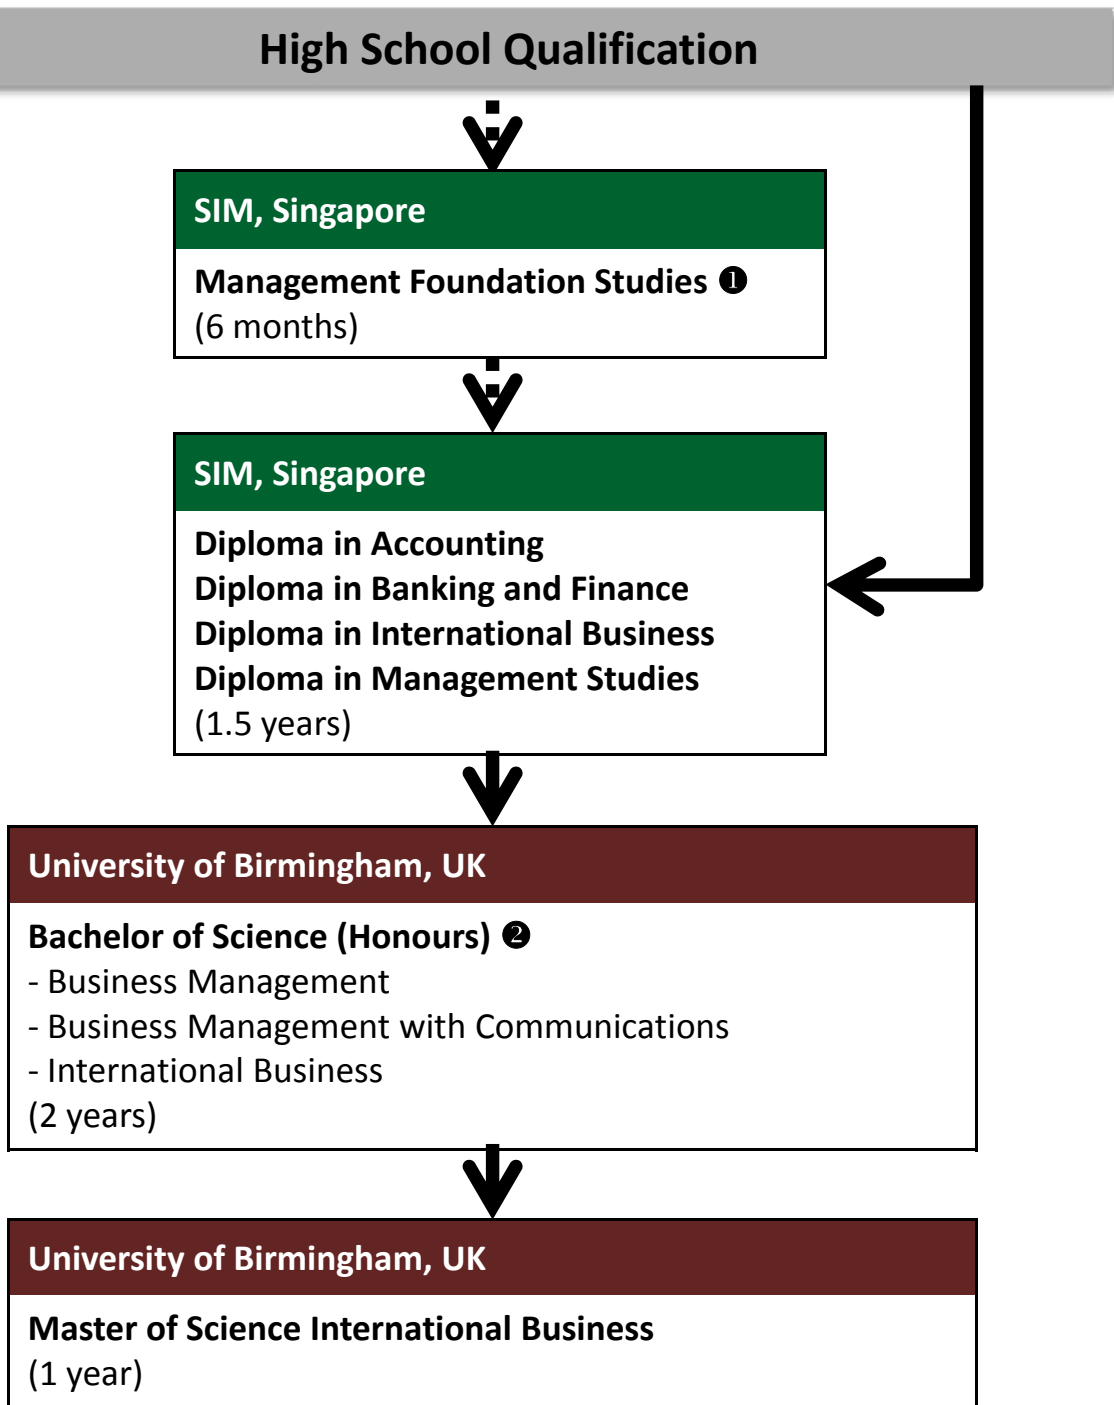 High School Qualification
SIM, Singapore
Management Foundation Studies ❶
(6 months)
SIM, Singapore
Diploma in Accounting
Diploma in Banking and Finance
Diploma in International Business
Diploma in Management Studies
(1.5 years)
University of Birmingham, UK
Bachelor of Science (Honours) ❷
- Business Management
- Business Management with Communications
- International Business
(2 years)
University of Birmingham, UK
Master of Science International Business
(1 year)